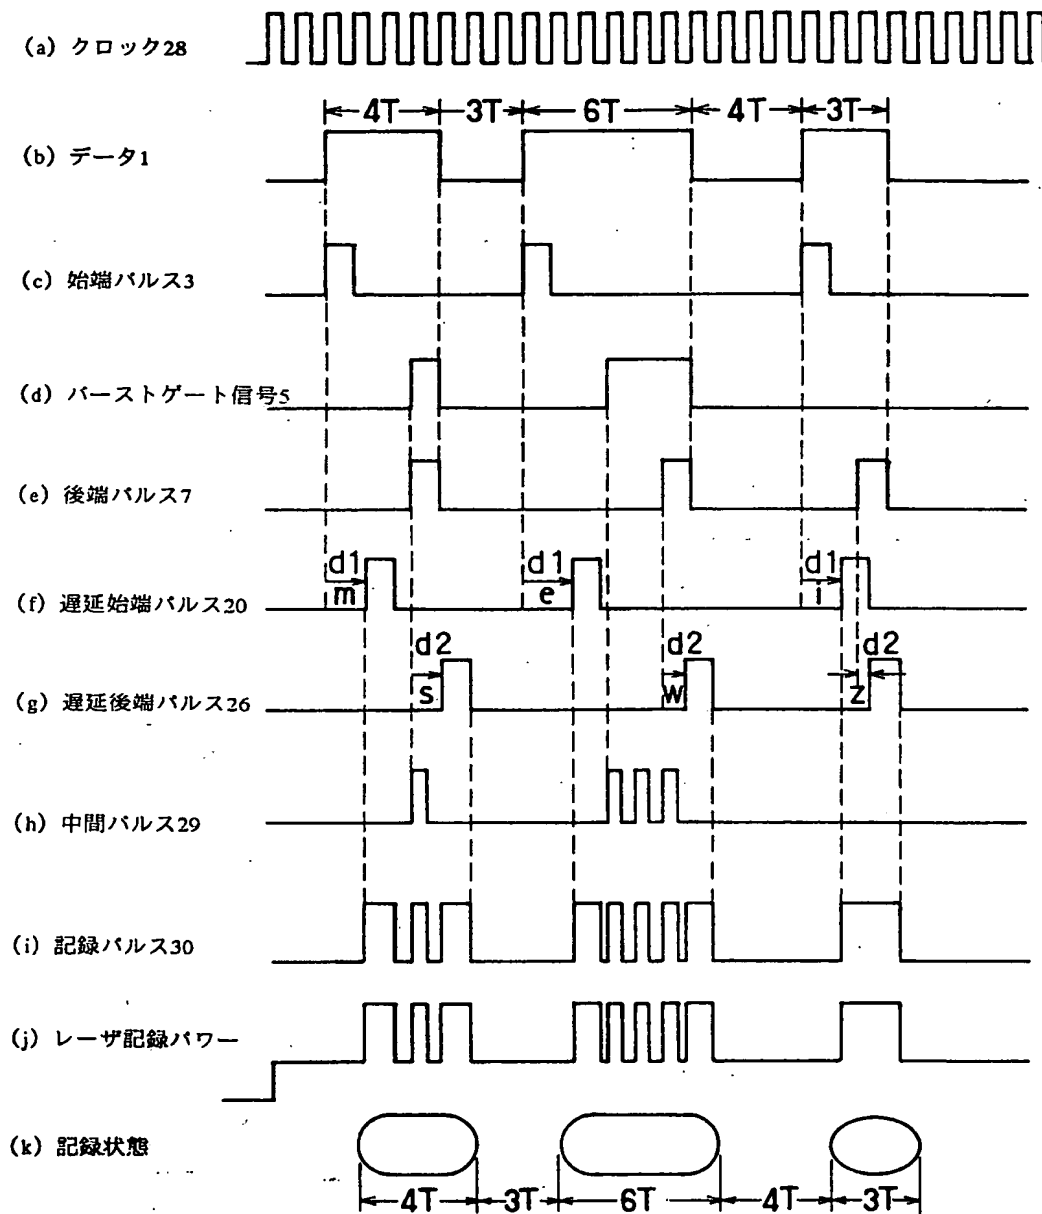 (a) クロック28
4T 3T 6T 4T 3T
(b) データ1
(c) 始端パルス3
(d) バーストゲート信号5
(e) 後端パルス7
d1 d1 d1
(f) 遅延始端パルス20
m e i
d2 d2 d2
(g) 遅延後端パルス26
s w z
(h) 中間パルス29
(i) 記録パルス30
(j) レーザ記録パワー
(k) 記録状態
4T 3T 6T 4T 3T